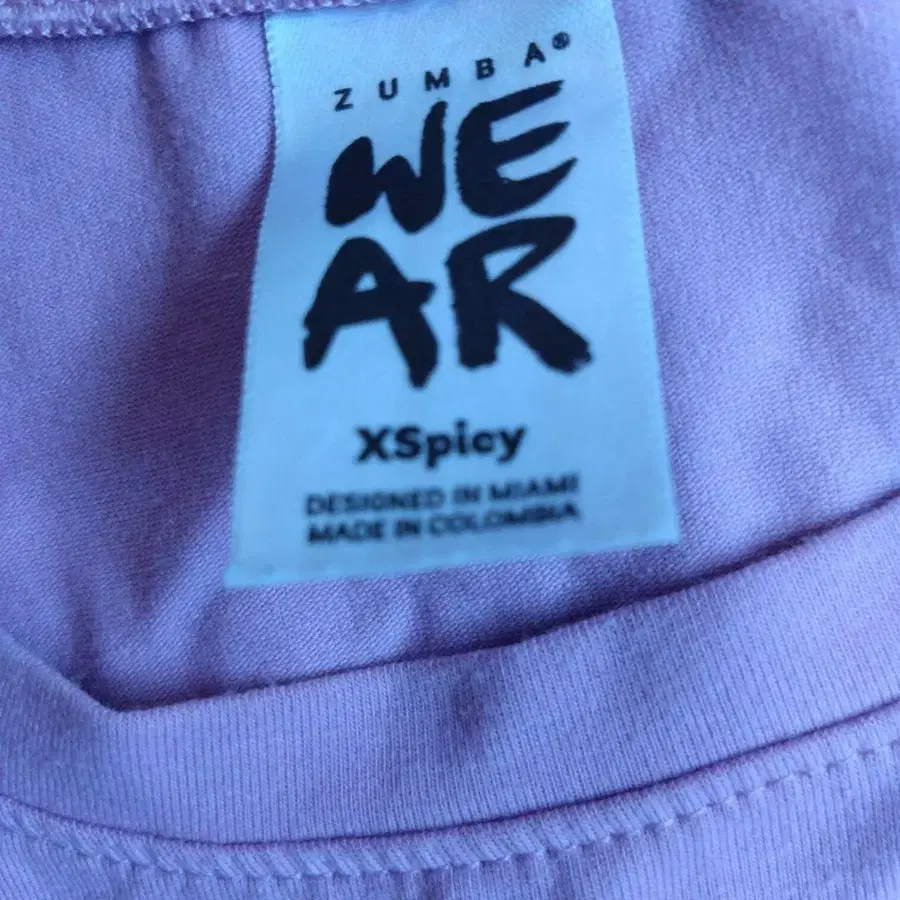 ZUMBA®
WE
AR
XSpicy
DESIGNED IN MIAMI
MADE IN COLOMBIA